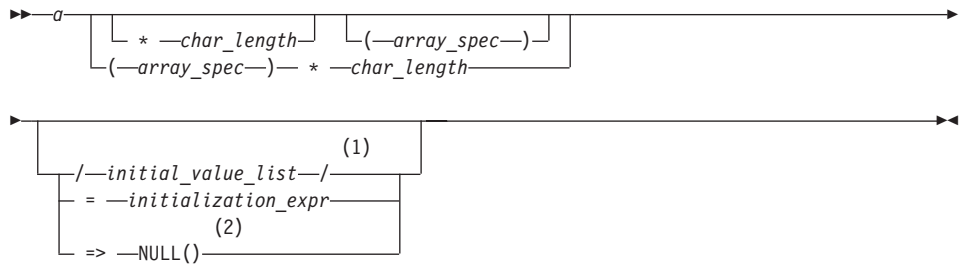 a
* char_length (array_spec)
(array_spec) * char_length
(1)
/initial_value_list/
= initialization_expr
(2)
=> NULL()